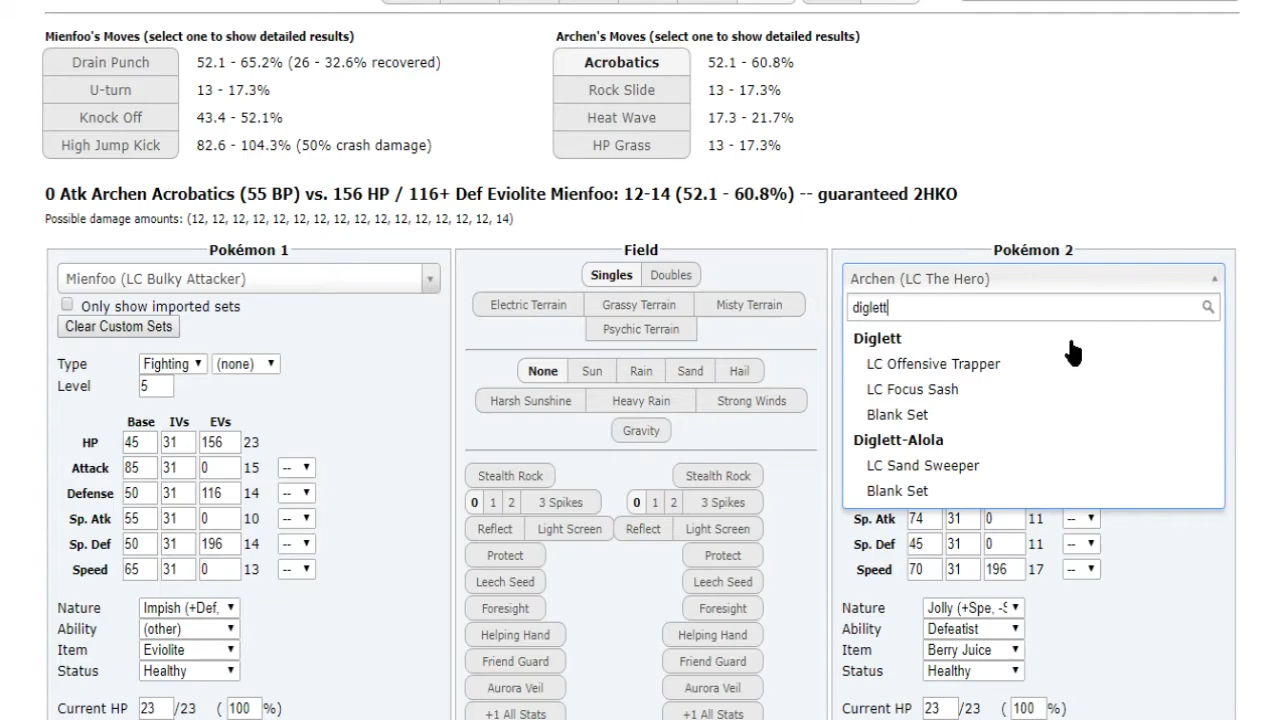 Mienfoo's Moves (select one to show detailed results)
Drain Punch 52.1 - 65.2% (26 - 32.6% recovered)
U-turn 13 - 17.3%
Knock Off 43.4 - 52.1%
High Jump Kick 82.6 - 104.3% (50% crash damage)
Archen's Moves (select one to show detailed results)
Acrobatics 52.1 - 60.8%
Rock Slide 13 - 17.3%
Heat Wave 17.3 - 21.7%
HP Grass 13 - 17.3%
0 Atk Archen Acrobatics (55 BP) vs. 156 HP / 116+ Def Eviolite Mienfoo: 12-14 (52.1 - 60.8%) -- guaranteed 2HKO
Possible damage amounts: (12, 12, 12, 12, 12, 12, 12, 12, 12, 12, 12, 12, 12, 12, 12, 14)
Pokémon 1
Mienfoo (LC Bulky Attacker)
Only show imported sets
Clear Custom Sets
Type Fighting (none)
Level 5
Base IVs EVs
HP 45 31 156 23
Attack 85 31 0 15 --
Defense 50 31 116 14 --
Sp. Atk 55 31 0 10 --
Sp. Def 50 31 196 14 --
Speed 65 31 0 13 --
Nature Impish (+Def,
Ability (other)
Item Eviolite
Status Healthy
Current HP 23 /23 ( 100 %)
Field
Singles Doubles
Electric Terrain Grassy Terrain Misty Terrain
Psychic Terrain
None Sun Rain Sand Hail
Harsh Sunshine Heavy Rain Strong Winds
Gravity
Stealth Rock Stealth Rock
0 1 2 3 Spikes 0 1 2 3 Spikes
Reflect Light Screen Reflect Light Screen
Protect Protect
Leech Seed Leech Seed
Foresight Foresight
Helping Hand Helping Hand
Friend Guard Friend Guard
Aurora Veil Aurora Veil
+1 All Stats +1 All Stats
Pokémon 2
Archen (LC The Hero)
diglett
Diglett
LC Offensive Trapper
LC Focus Sash
Blank Set
Diglett-Alola
LC Sand Sweeper
Blank Set
Sp. Atk 74 31 0 11 --
Sp. Def 45 31 0 11 --
Speed 70 31 196 17 --
Nature Jolly (+Spe, -S
Ability Defeatist
Item Berry Juice
Status Healthy
Current HP 23 /23 ( 100 %)